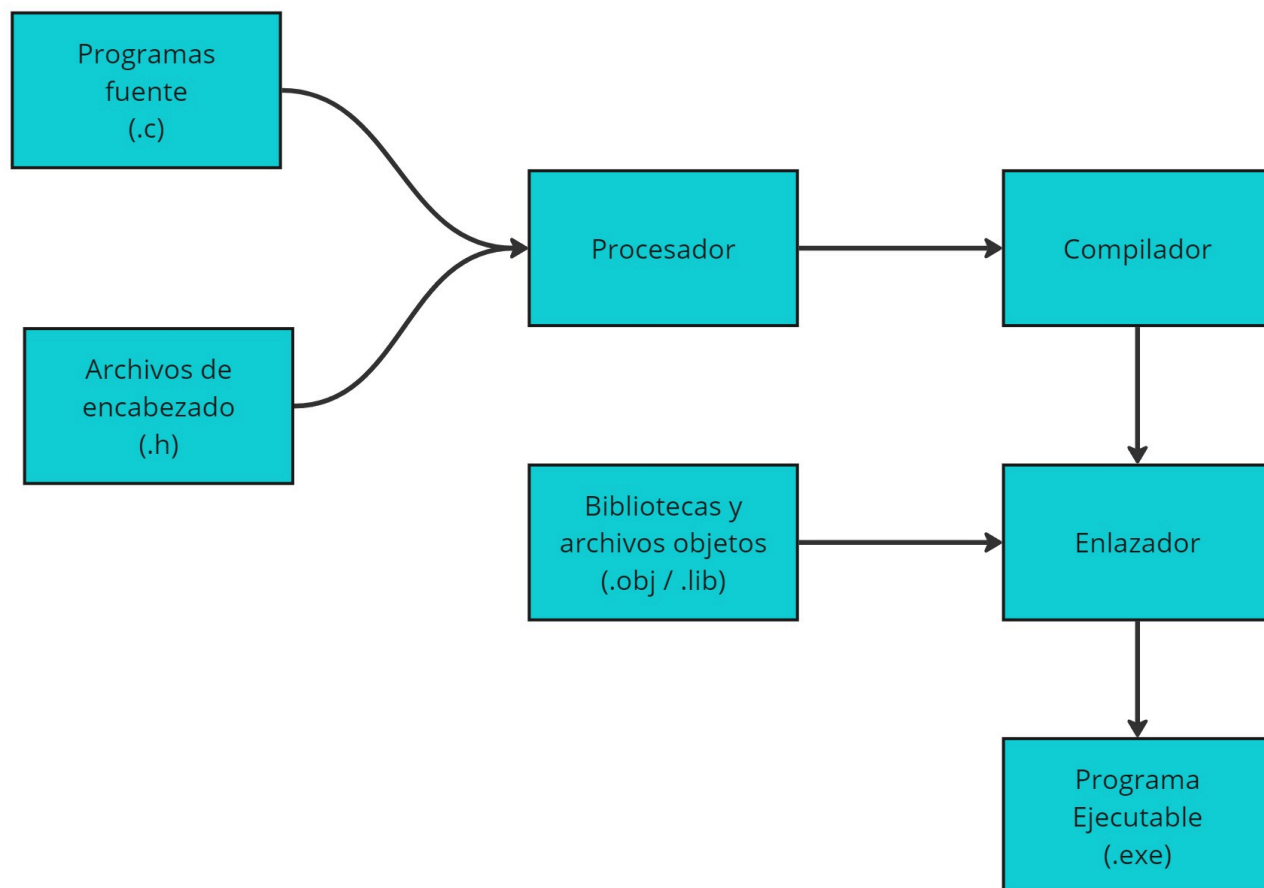 Programas
fuente
(.c)
Procesador
Compilador
Archivos de
encabezado
(.h)
Bibliotecas y
archivos objetos
(.obj / .lib)
Enlazador
Programa
Ejecutable
(.exe)